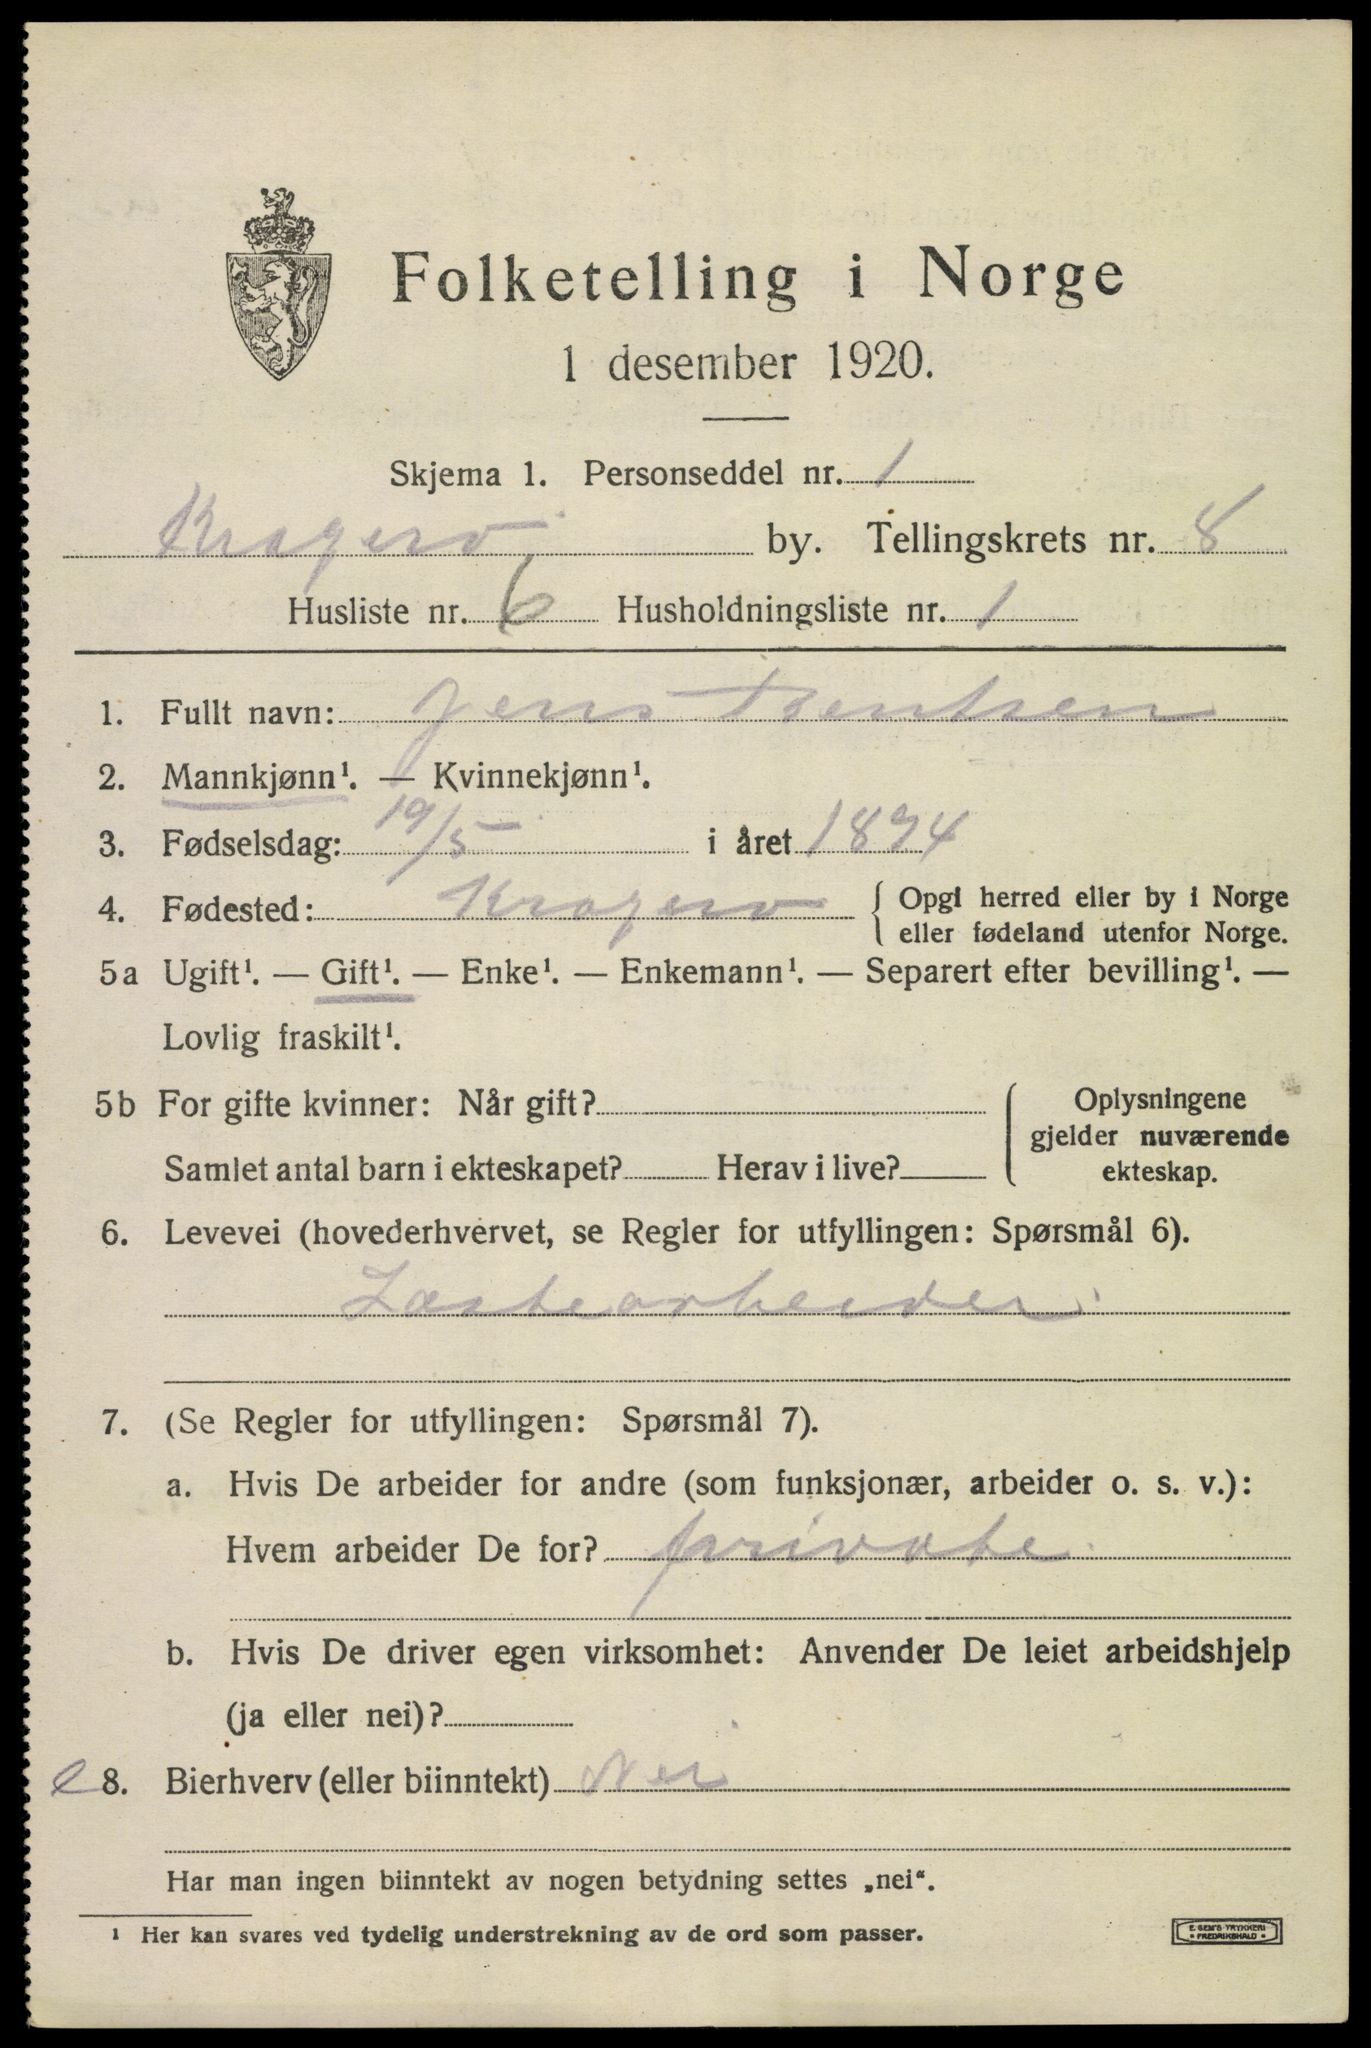 Folketelling i Norge
1 desember 1920.
Skjema 1. Personseddel nr. 1
Kragerø by. Tellingskrets nr. 8
Husliste nr. 6 Husholdningsliste nr. 1
1. Fullt navn: Jens Bentsen
2. Mannkjønn¹. — Kvinnekjønn¹.
3. Fødselsdag: 19/5 i året 1894
4. Fødested: Kragerø { Opgi herred eller by i Norge
eller fødeland utenfor Norge.
5a Ugift¹. — Gift¹. — Enke¹. — Enkemann¹. — Separert efter bevilling¹. —
Lovlig fraskilt¹.
5b For gifte kvinner: Når gift? Oplysningene
gjelder nuværende
Samlet antal barn i ekteskapet? Herav i live? ekteskap.
6. Levevei (hovederhvervet, se Regler for utfyllingen: Spørsmål 6).
Lastearbeider.
7. (Se Regler for utfyllingen: Spørsmål 7).
a. Hvis De arbeider for andre (som funksjonær, arbeider o. s. v.):
Hvem arbeider De for? private
b. Hvis De driver egen virksomhet: Anvender De leiet arbeidshjelp
(ja eller nei)?
8. Bierhverv (eller biinntekt) Nei
Har man ingen biinntekt av nogen betydning settes „nei“.
¹ Her kan svares ved tydelig understrekning av de ord som passer.
E. SEM'S TRYKKERI
• FREDRIKSHALD •